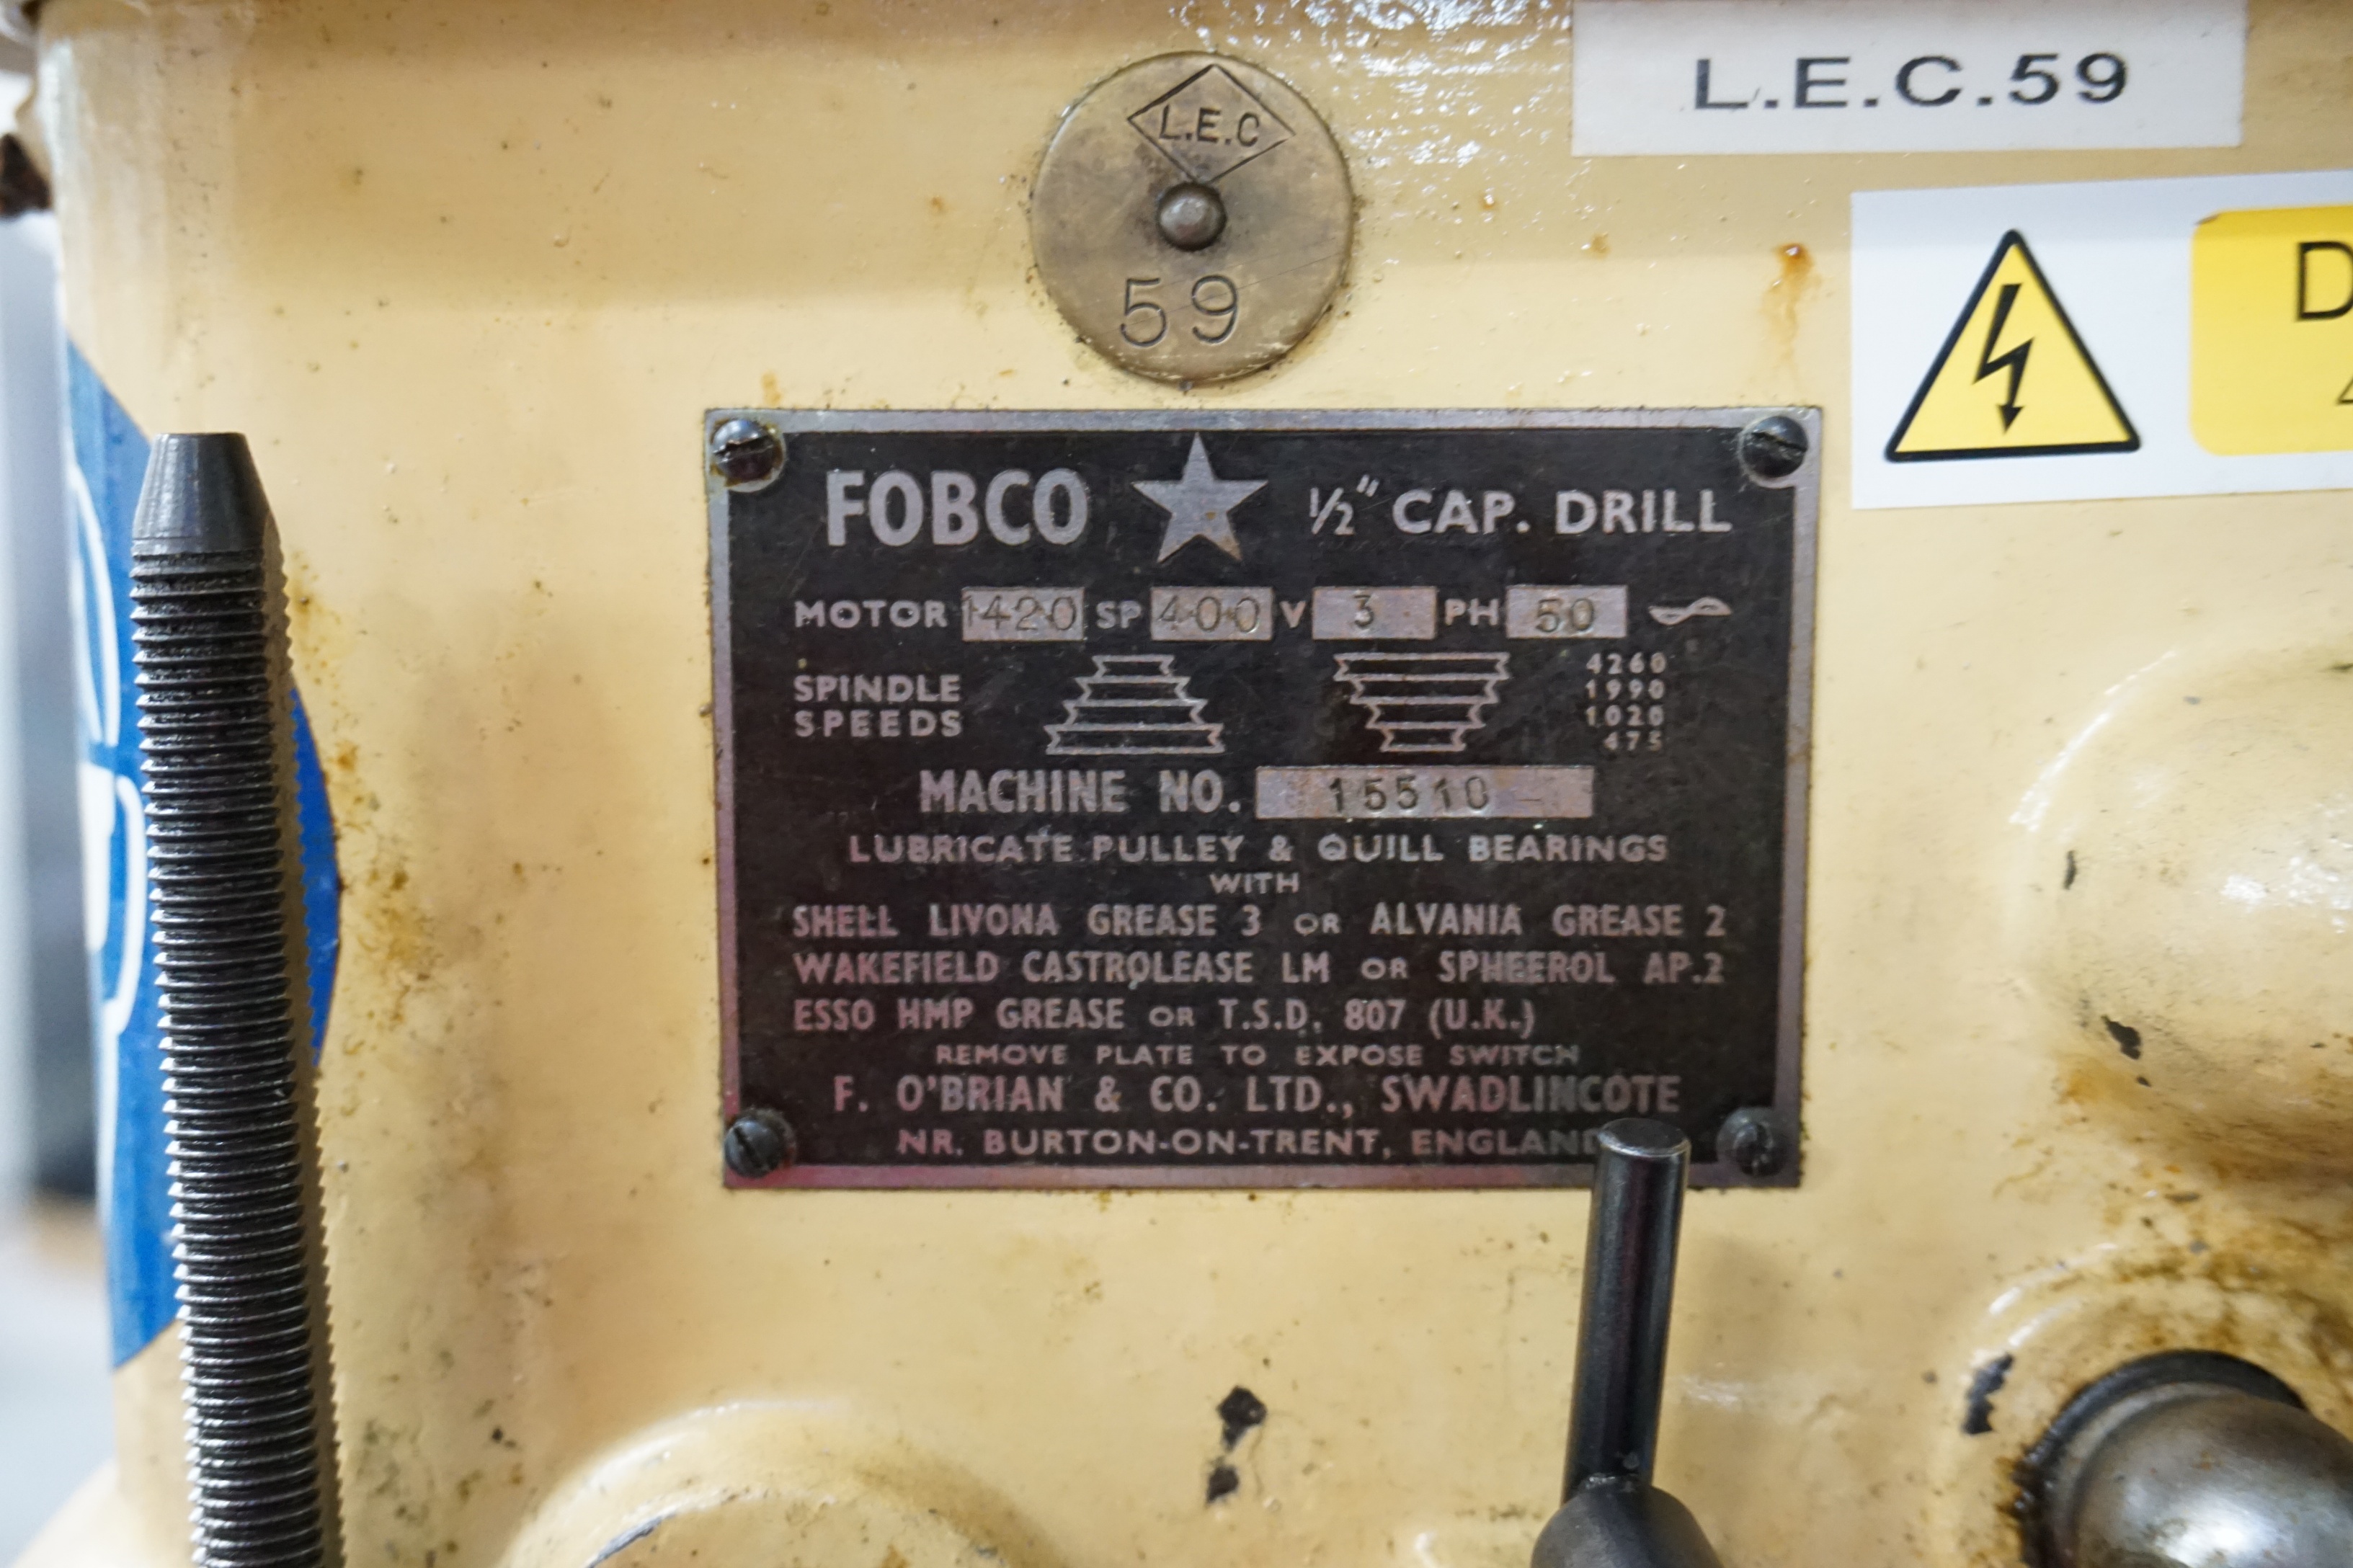 L.E.C.59
L.E.C
59
D
FOBCO ½" CAP. DRILL
MOTOR 1420 SP 400 V 3 PH 50
SPINDLE
SPEEDS
4260
1990
1020
475
MACHINE NO. 15510
LUBRICATE PULLEY & QUILL BEARINGS
WITH
SHELL LIVONA GREASE 3 OR ALVANIA GREASE 2
WAKEFIELD CASTROLEASE LM OR SPHEEROL AP.2
ESSO HMP GREASE OR T.S.D. 807 (U.K.)
REMOVE PLATE TO EXPOSE SWITCH
F. O'BRIAN & CO. LTD., SWADLINCOTE
NR. BURTON-ON-TRENT, ENGLAND